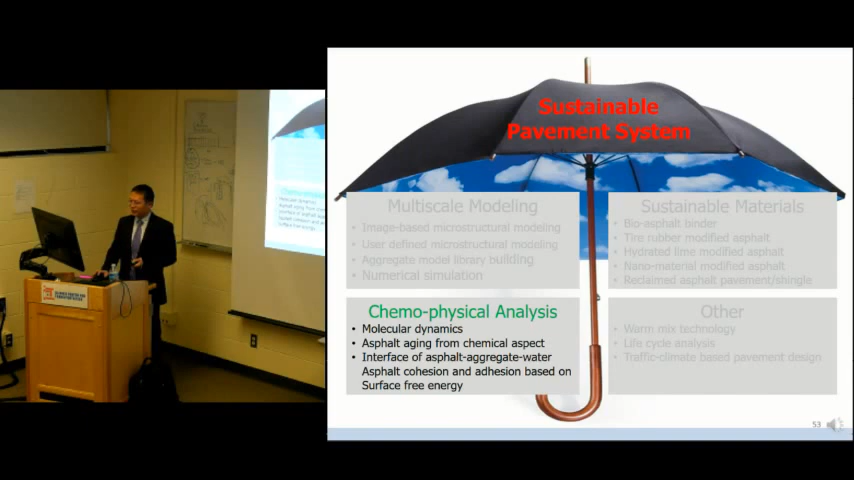 Sustainable
Pavement System
Multiscale Modeling
• Image-based microstructural modeling
• User defined microstructural modeling
• Aggregate model library building
• Numerical simulation
Sustainable Materials
• Bio-asphalt binder
• Tire rubber modified asphalt
• Hydrated lime modified asphalt
• Nano-material modified asphalt
• Reclaimed asphalt pavement/shingle
Chemo-physical Analysis
• Molecular dynamics
• Asphalt aging from chemical aspect
• Interface of asphalt-aggregate-water
Asphalt cohesion and adhesion based on
Surface free energy
Other
• Warm mix technology
• Life cycle analysis
• Traffic-climate based pavement design
53